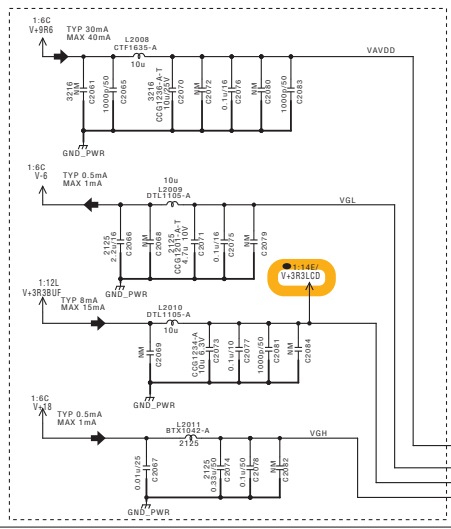 1:6C
V+9R6
TYP 30mA
MAX 40mA
L2008
CTF1635-A
10u
VAVDD
3216
NM
C2061
1000p/50
C2065
3216
CCG1236-A-T
10u/25V
C2070
NM
C2072
0.1u/16
C2076
NM
C2080
1000p/50
C2083
GND_PWR
1:6C
V-6
TYP 0.5mA
MAX 1mA
10u
L2009
DTL1105-A
VGL
2125
2.2u/16
C2066
NM
C2068
2125
CCG1201-A-T
4.7u 10V
C2071
0.1u/16
C2075
NM
C2079
GND_PWR
1:14E/
V+3R3LCD
1:12L
V+3R3BUF
TYP 8mA
MAX 15mA
L2010
DTL1105-A
10u
NM
C2069
CCG1234-A
10u 6.3V
C2073
0.1u/10
C2077
1000p/50
C2081
NM
C2084
GND_PWR
1:6C
V+18
TYP 0.5mA
MAX 1mA
L2011
BTX1042-A
2125
VGH
0.01u/25
C2067
2125
0.33u/50
C2074
0.1u/50
C2078
NM
C2082
GND_PWR